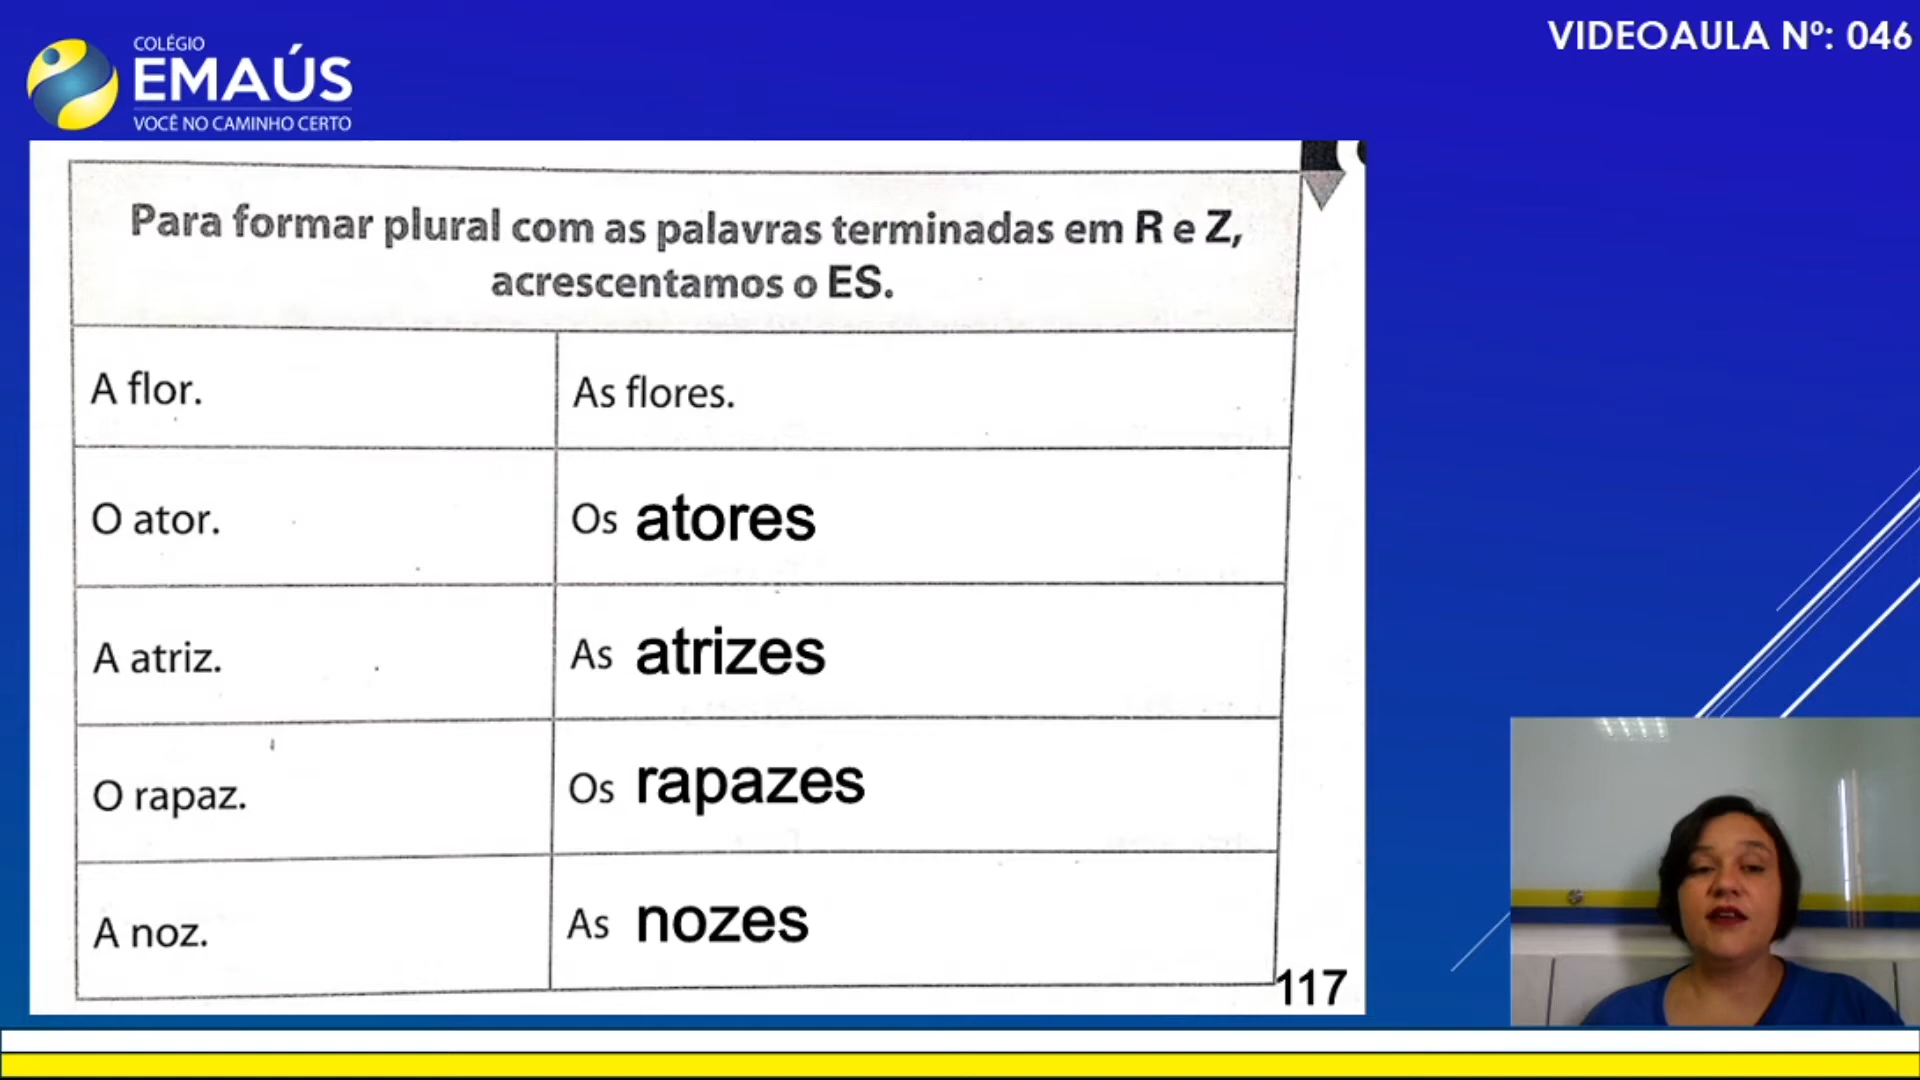 VIDEOAULA Nº: 046
COLÉGIO
EMAÚS
VOCÊ NO CAMINHO CERTO
Para formar plural com as palavras terminadas em R e Z,
acrescentamos o ES.
A flor. As flores.
O ator. Os atores
A atriz. As atrizes
O rapaz. Os rapazes
A noz. As nozes
117